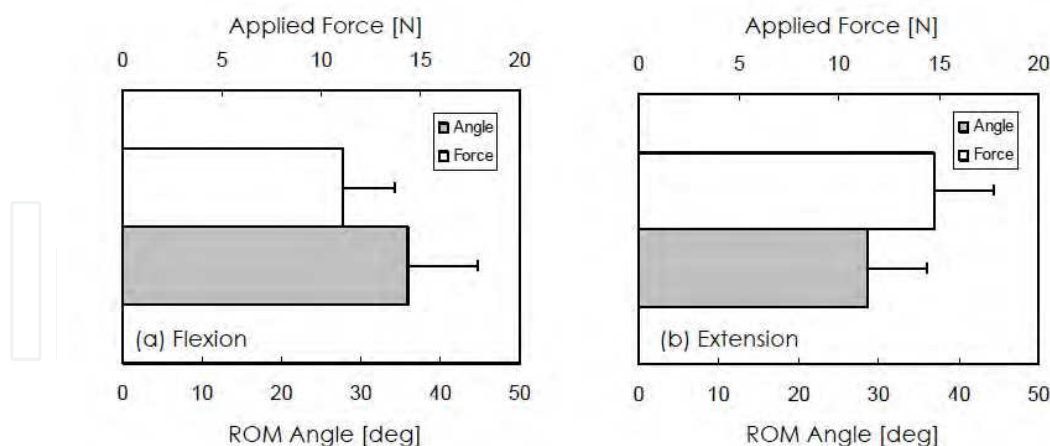 Applied Force [N]
0 5 10 15 20
Angle
Force
(a) Flexion
0 10 20 30 40 50
ROM Angle [deg]
Applied Force [N]
0 5 10 15 20
Angle
Force
(b) Extension
0 10 20 30 40 50
ROM Angle [deg]